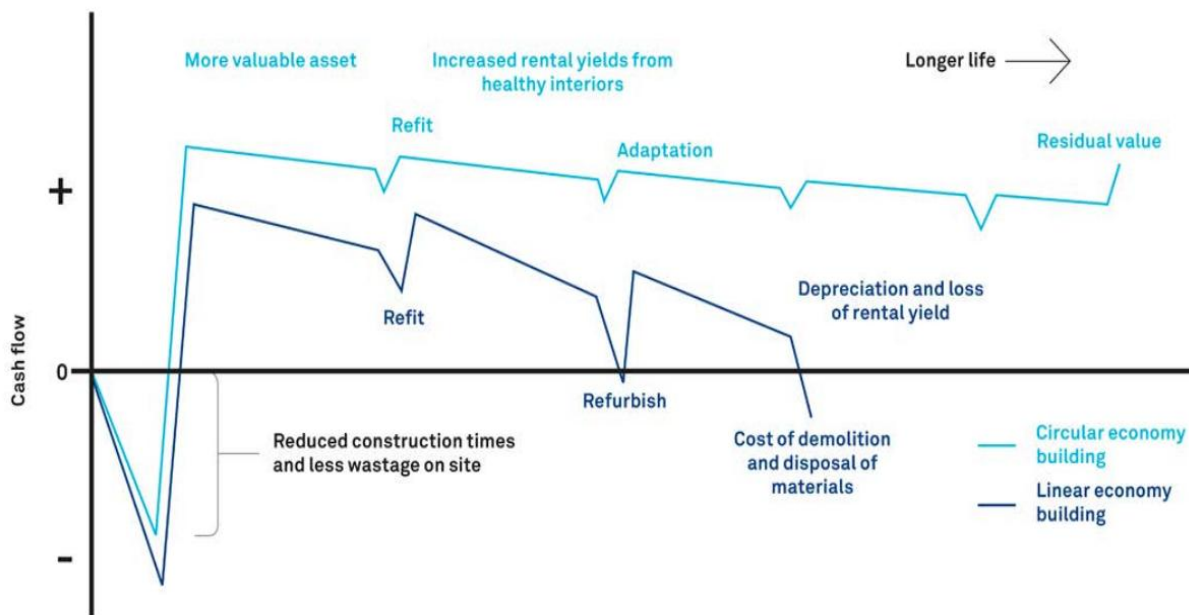 More valuable asset
Increased rental yields from
healthy interiors
Longer life
Refit
Adaptation
Residual value
+
Depreciation and loss
of rental yield
Refit
Cash flow
0
Refurbish
Reduced construction times
and less wastage on site
Cost of demolition
and disposal of
materials
Circular economy
building
Linear economy
building
-